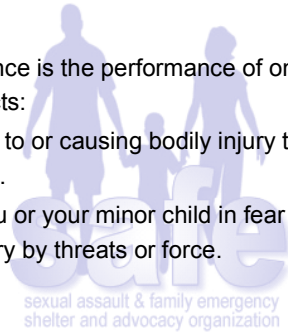 nce is the performance of or
cts:
to or causing bodily injury t
.
u or your minor child in fear
ry by threats or force.
safe
sexual assault & family emergency
shelter and advocacy organization